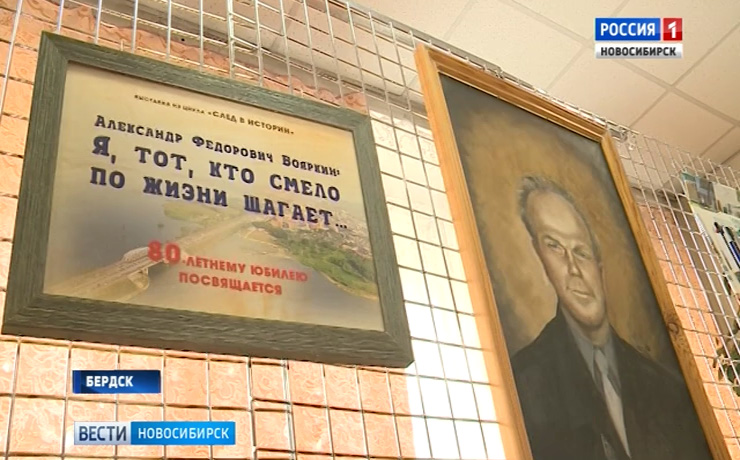 РОССИЯ 1
НОВОСИБИРСК
ВЫСТАВКА ИЗ ЦИКЛА «СЛЕД В ИСТОРИИ»
АЛЕКСАНДР ФЕДОРОВИЧ БОЯРКИН:
Я, ТОТ, КТО СМЕЛО
ПО ЖИЗНИ ШАГАЕТ...
80-ЛЕТНЕМУ ЮБИЛЕЮ
ПОСВЯЩАЕТСЯ
БЕРДСК
ВЕСТИ НОВОСИБИРСК